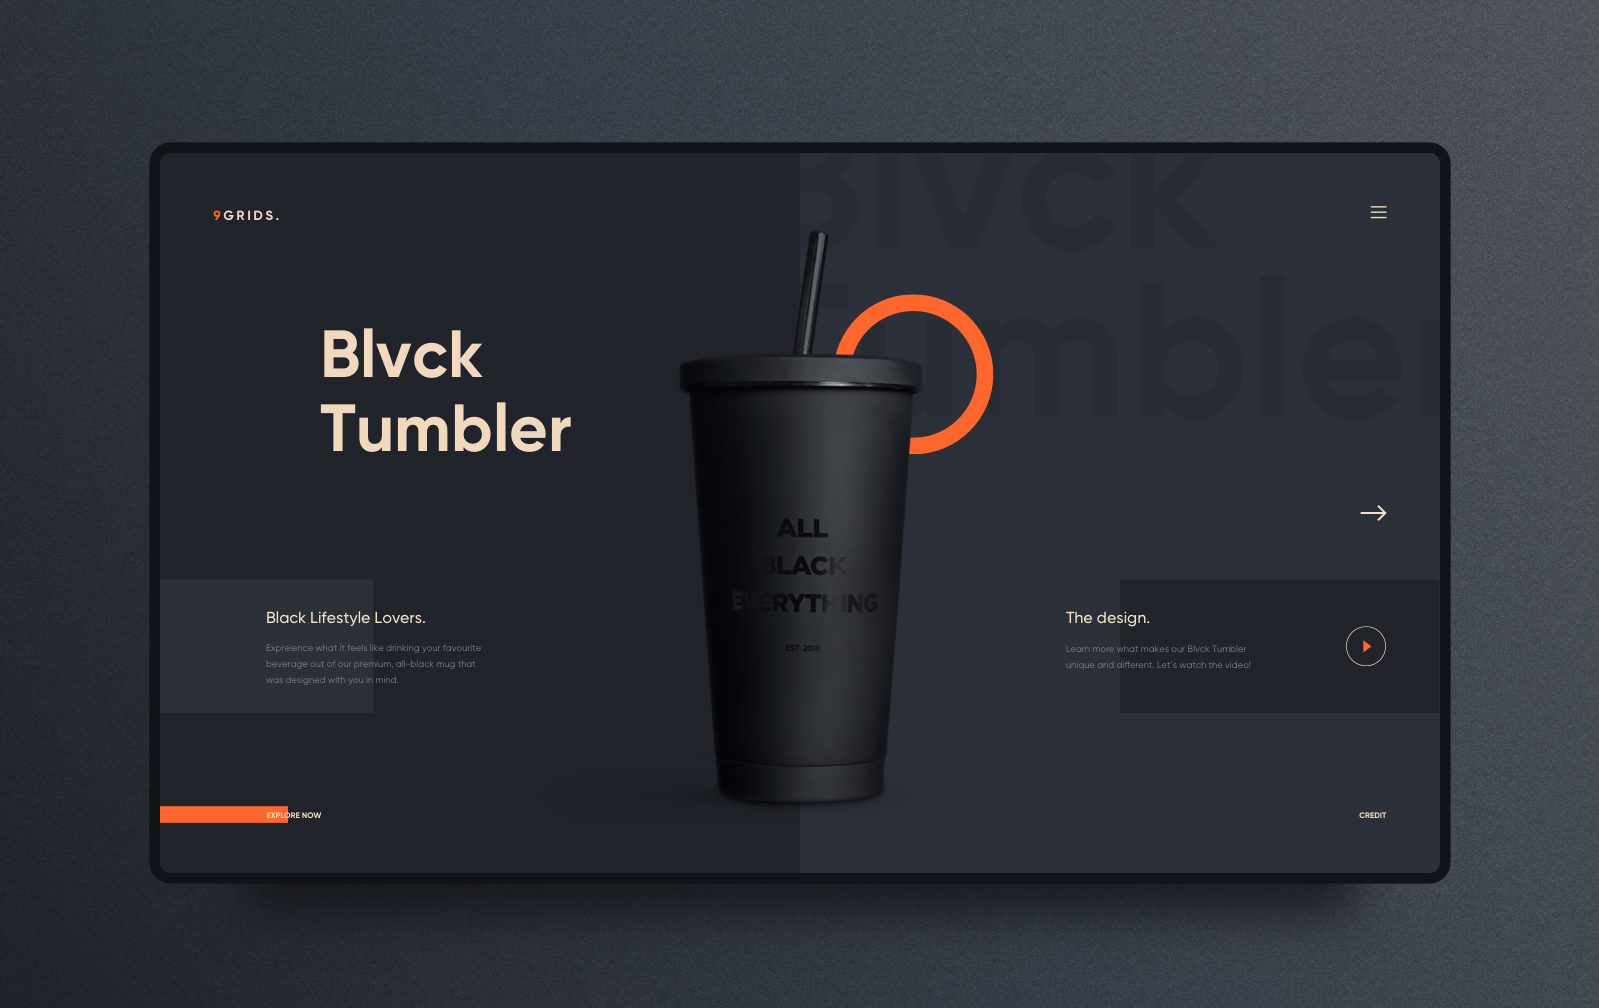 9GRIDS.
Blvck
Tumbler
Blvck
Tumbler
ALL
BLACK
EVERYTHING
EST. 2018
Black Lifestyle Lovers.
Expreience what it feels like drinking your favourite
beverage out of our premium, all-black mug that
was designed with you in mind.
The design.
Learn more what makes our Blvck Tumbler
unique and different. Let's watch the video!
EXPLORE NOW
CREDIT